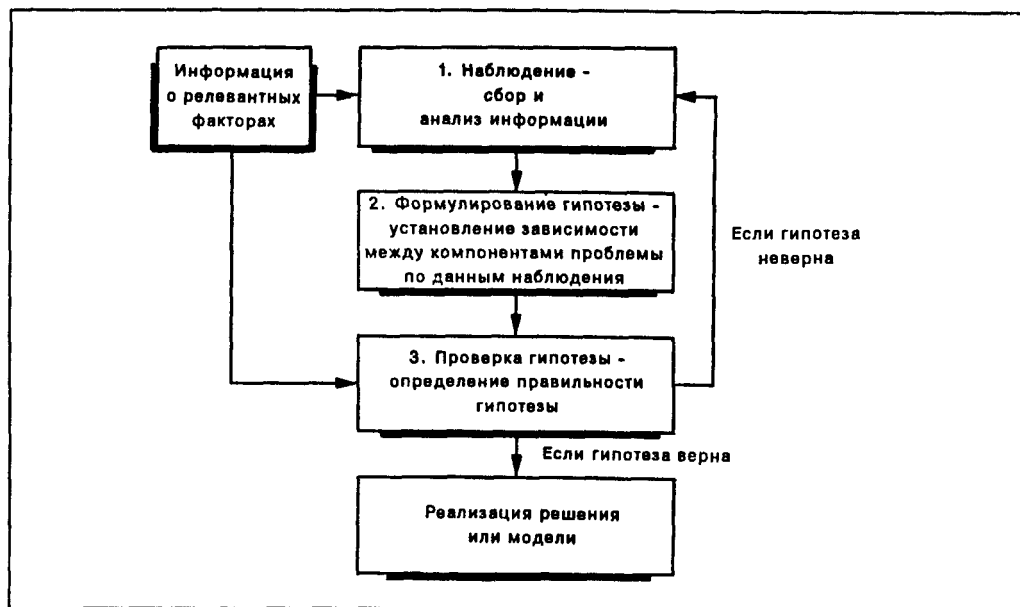 Информация
о релевантных
факторах
1. Наблюдение -
сбор и
анализ информации
2. Формулирование гипотезы -
установление зависимости
между компонентами проблемы
по данным наблюдения
Если гипотеза
неверна
3. Проверка гипотезы -
определение правильности
гипотезы
Если гипотеза верна
Реализация решения
или модели